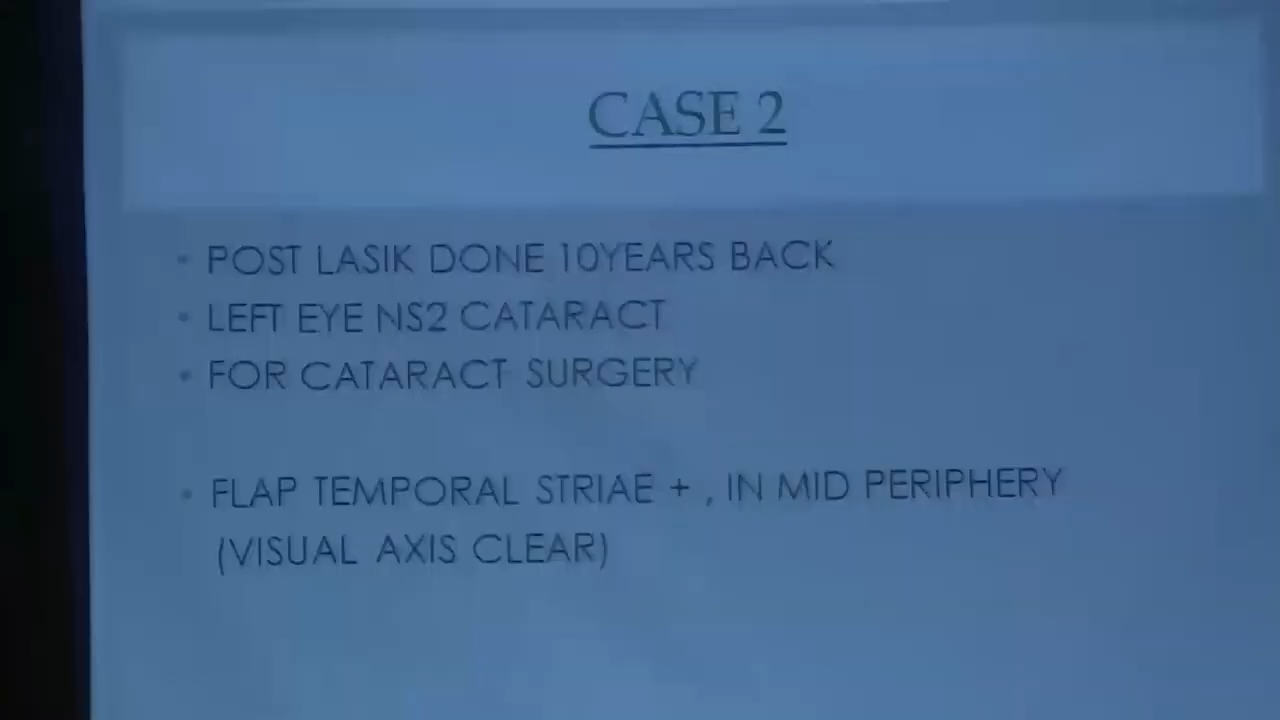 CASE 2
POST LASIK DONE 10YEARS BACK
LEFT EYE NS2 CATARACT
FOR CATARACT SURGERY
FLAP TEMPORAL STRIAE + , IN MID PERIPHERY
(VISUAL AXIS CLEAR)